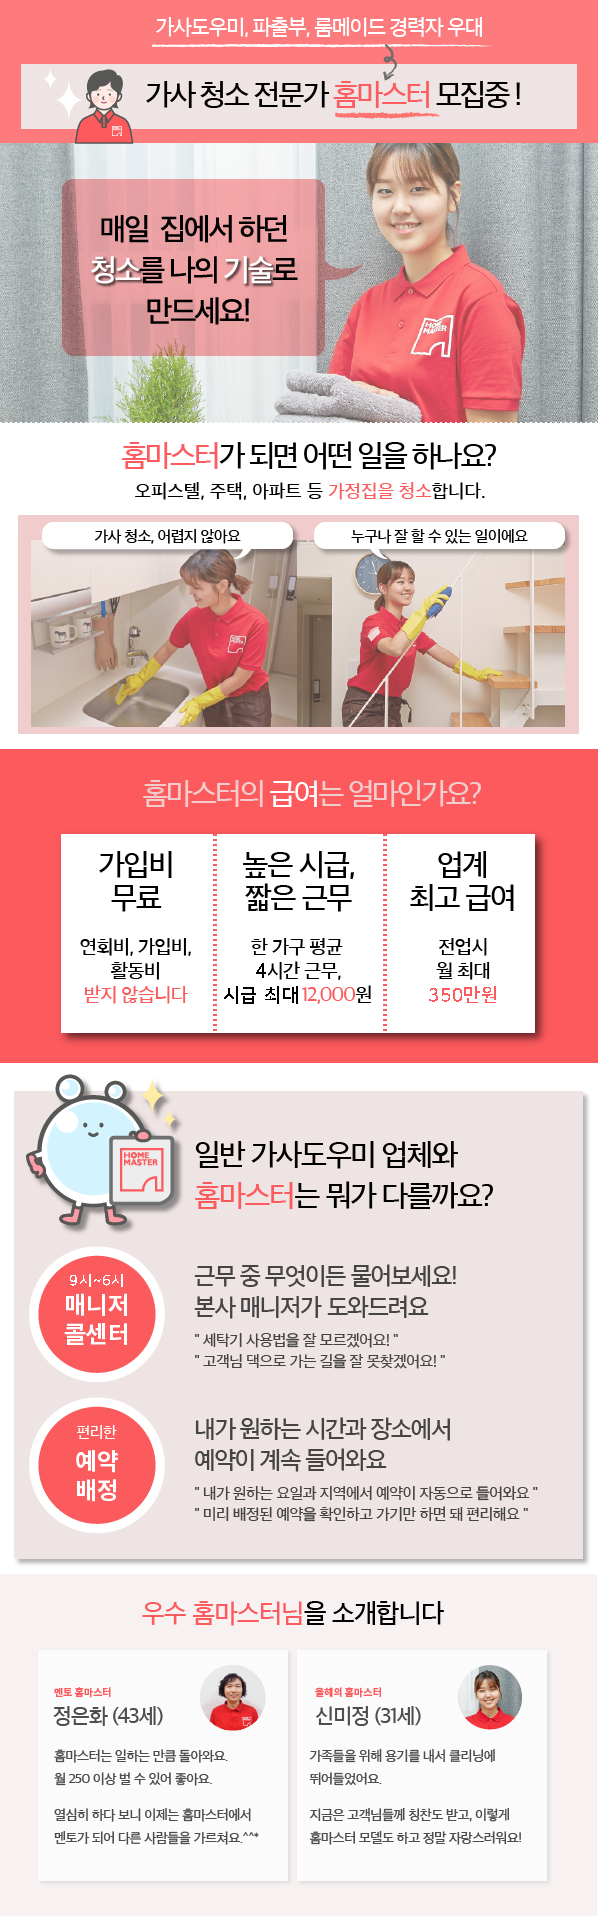 가사도우미, 파출부, 룸메이드 경력자 우대
가사 청소 전문가 홈마스터 모집중 !
매일 집에서 하던
청소를 나의 기술로
만드세요!
HOME
MASTER
홈마스터가 되면 어떤 일을 하나요?
오피스텔, 주택, 아파트 등 가정집을 청소합니다.
가사 청소, 어렵지 않아요
누구나 잘 할 수 있는 일이에요
홈마스터의 급여는 얼마인가요?
가입비
무료
연회비, 가입비,
활동비
받지 않습니다
높은 시급,
짧은 근무
한 가구 평균
4시간 근무,
시급 최대 12,000원
업계
최고 급여
전업시
월 최대
350만원
HOME
MASTER
일반 가사도우미 업체와
홈마스터는 뭐가 다를까요?
9시~6시
매니저
콜센터
근무 중 무엇이든 물어보세요!
본사 매니저가 도와드려요
" 세탁기 사용법을 잘 모르겠어요! "
" 고객님 댁으로 가는 길을 잘 못찾겠어요! "
편리한
예약
배정
내가 원하는 시간과 장소에서
예약이 계속 들어와요
" 내가 원하는 요일과 지역에서 예약이 자동으로 들어와요 "
" 미리 배정된 예약을 확인하고 가기만 하면 돼 편리해요 "
우수 홈마스터님을 소개합니다
멘토 홈마스터
정은화 (43세)
홈마스터는 일하는 만큼 돌아와요.
월 250 이상 벌 수 있어 좋아요.
열심히 하다 보니 이제는 홈마스터에서
멘토가 되어 다른 사람들을 가르쳐요.^^*
올해의 홈마스터
신미정 (31세)
가족들을 위해 용기를 내서 클리닝에
뛰어들었어요.
지금은 고객님들께 칭찬도 받고, 이렇게
홈마스터 모델도 하고 정말 자랑스러워요!